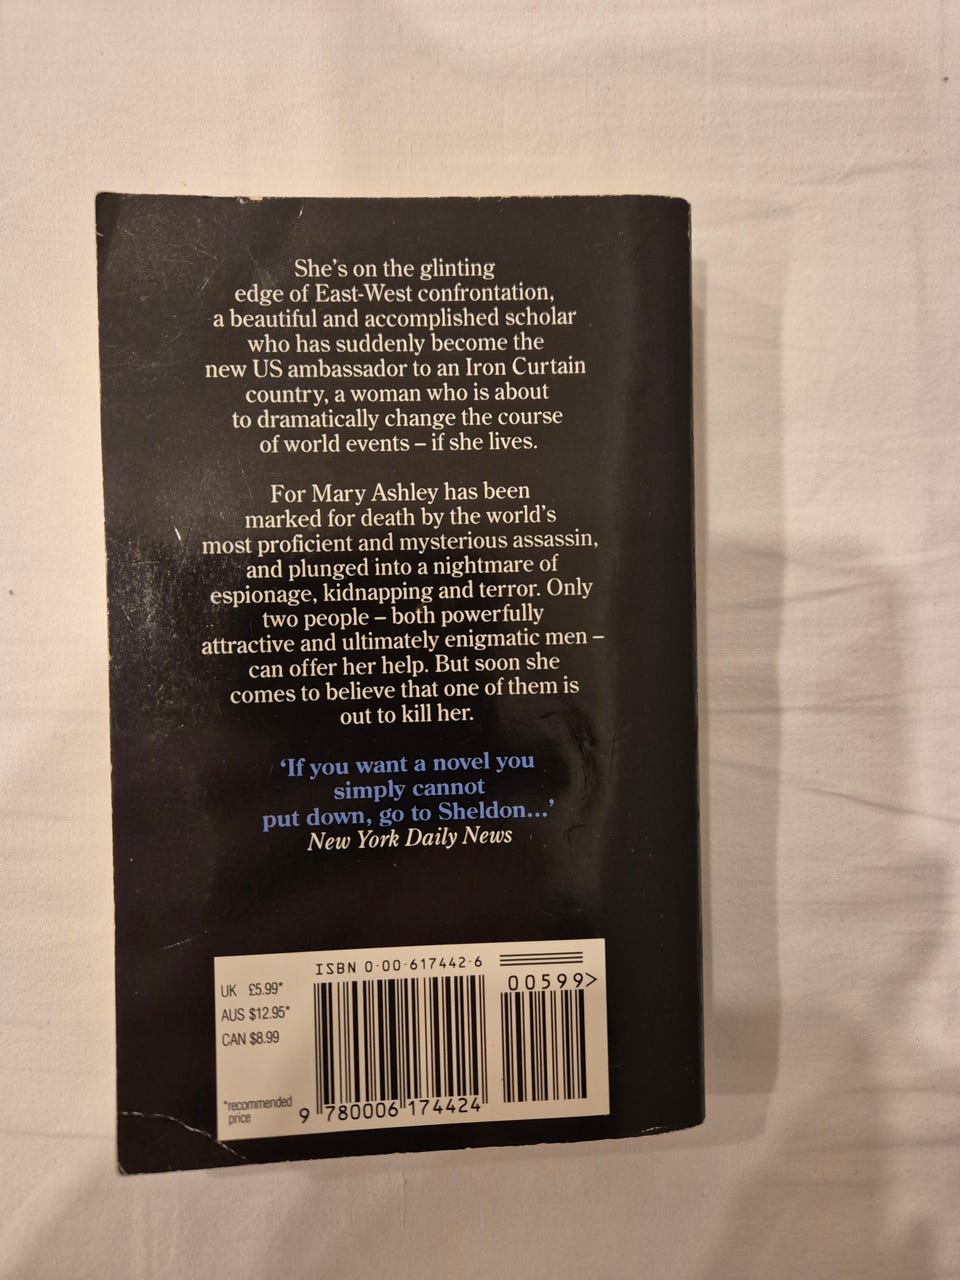 She's on the glinting
edge of East-West confrontation,
a beautiful and accomplished scholar
who has suddenly become the
new US ambassador to an Iron Curtain
country, a woman who is about
to dramatically change the course
of world events – if she lives.
For Mary Ashley has been
marked for death by the world's
most proficient and mysterious assassin,
and plunged into a nightmare of
espionage, kidnapping and terror. Only
two people – both powerfully
attractive and ultimately enigmatic men –
can offer her help. But soon she
comes to believe that one of them is
out to kill her.
'If you want a novel you
simply cannot
put down, go to Sheldon...'
New York Daily News
ISBN 0-00-617442-6
00599>
UK £5.99*
AUS $12.95*
CAN $8.99
*recommended
price
9 780006 174424